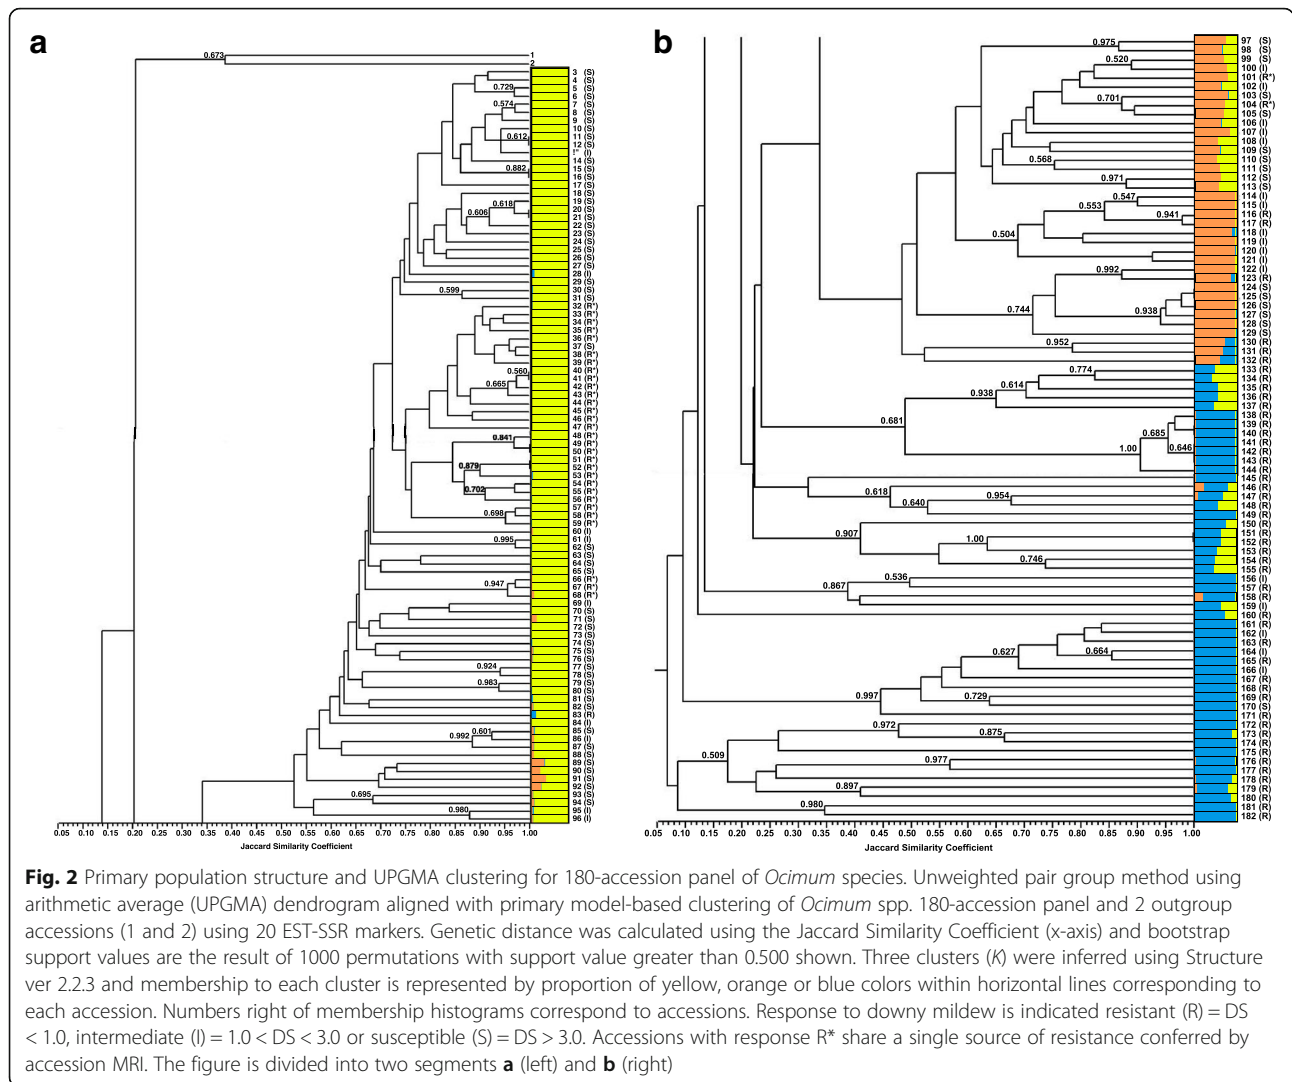 a
0.673
1
2
3 (S)
4 (S)
0.729
5 (S)
6 (S)
0.574
7 (S)
8 (S)
9 (S)
10 (S)
0.612
11 (S)
12 (S)
!" (I)
14 (S)
0.882
15 (S)
16 (S)
17 (S)
18 (S)
0.618
19 (S)
20 (S)
0.606
21 (S)
22 (S)
23 (S)
24 (S)
25 (S)
26 (S)
27 (S)
28 (I)
29 (S)
0.599
30 (S)
31 (S)
32 (R*)
33 (R*)
34 (R*)
35 (R*)
36 (R*)
37 (S)
38 (R*)
39 (R*)
0.560
40 (R*)
41 (R*)
0.665
42 (R*)
43 (R*)
44 (R*)
45 (R*)
46 (R*)
47 (R*)
0.841
48 (R*)
49 (R*)
50 (R*)
51 (R*)
0.879
52 (R*)
53 (R*)
0.702
54 (R*)
55 (R*)
56 (R*)
0.698
57 (R*)
58 (R*)
59 (R*)
60 (I)
0.995
61 (I)
62 (S)
63 (S)
64 (S)
65 (S)
0.947
66 (R*)
67 (R*)
68 (R*)
69 (I)
70 (S)
71 (S)
72 (S)
73 (S)
74 (S)
75 (S)
76 (S)
0.924
77 (S)
78 (S)
0.983
79 (S)
80 (S)
81 (S)
82 (S)
83 (R)
84 (I)
0.601
85 (S)
0.992
86 (I)
87 (S)
88 (S)
89 (S)
90 (S)
91 (S)
92 (S)
0.695
93 (S)
94 (S)
0.980
95 (I)
96 (I)
0.05 0.10 0.20 0.30 0.40 0.50 0.60 0.70 0.80 0.90 1.0
Jaccard Similarity Coefficient
b
0.975
97 (S)
98 (S)
0.520
99 (S)
100 (I)
101 (R*)
102 (I)
0.701
103 (S)
104 (R*)
105 (S)
106 (I)
107 (I)
108 (I)
109 (S)
0.568
110 (S)
111 (S)
0.971
112 (S)
113 (S)
0.547
114 (I)
0.553
115 (I)
0.941
116 (R)
117 (R)
0.504
118 (I)
119 (I)
120 (I)
121 (I)
0.992
122 (I)
123 (R)
124 (S)
125 (S)
0.744
126 (S)
0.938
127 (S)
128 (S)
129 (S)
0.952
130 (R)
131 (R)
132 (R)
0.774
133 (R)
134 (R)
0.938 0.614
135 (R)
136 (R)
137 (R)
0.681
138 (R)
139 (R)
0.685
140 (R)
1.00 0.646
141 (R)
142 (R)
143 (R)
144 (R)
145 (R)
0.618
146 (R)
0.954
147 (R)
0.640
148 (R)
149 (R)
0.907
150 (R)
151 (R)
1.00
152 (R)
153 (R)
0.746
154 (R)
155 (R)
0.536
156 (I)
0.867
157 (R)
158 (R)
159 (I)
160 (R)
161 (R)
162 (I)
163 (R)
0.627 0.664
164 (I)
165 (R)
166 (I)
167 (R)
0.997
168 (R)
0.729
169 (R)
170 (S)
171 (R)
0.972
172 (R)
0.875
173 (R)
174 (R)
0.509
175 (R)
0.977
176 (R)
177 (R)
178 (R)
0.897
179 (R)
180 (R)
0.980
181 (R)
182 (R)
0.05 0.10 0.15 0.20 0.25 0.30 0.35 0.40 0.45 0.50 0.55 0.60 0.65 0.70 0.75 0.80 0.85 0.90 0.95 1.00
Jaccard Similarity Coefficient
Fig. 2 Primary population structure and UPGMA clustering for 180-accession panel of Ocimum species. Unweighted pair group method using
arithmetic average (UPGMA) dendrogram aligned with primary model-based clustering of Ocimum spp. 180-accession panel and 2 outgroup
accessions (1 and 2) using 20 EST-SSR markers. Genetic distance was calculated using the Jaccard Similarity Coefficient (x-axis) and bootstrap
support values are the result of 1000 permutations with support value greater than 0.500 shown. Three clusters (K) were inferred using Structure
ver 2.2.3 and membership to each cluster is represented by proportion of yellow, orange or blue colors within horizontal lines corresponding to
each accession. Numbers right of membership histograms correspond to accessions. Response to downy mildew is indicated resistant (R) = DS
< 1.0, intermediate (I) = 1.0 < DS < 3.0 or susceptible (S) = DS > 3.0. Accessions with response R* share a single source of resistance conferred by
accession MRI. The figure is divided into two segments a (left) and b (right)